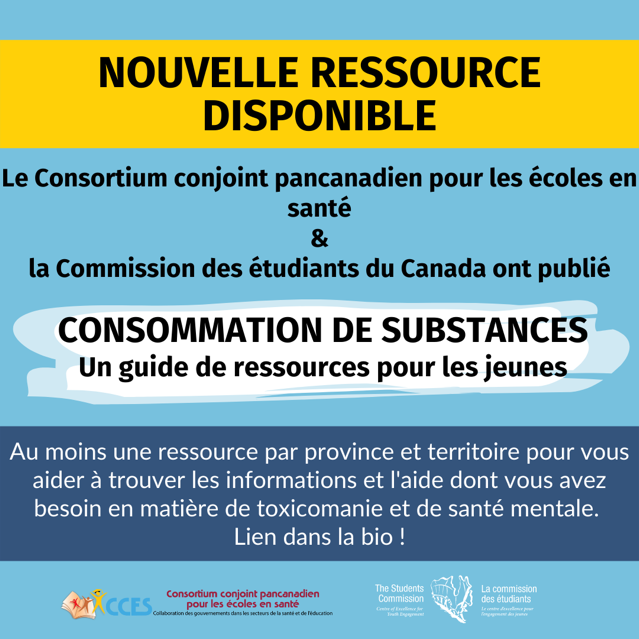 NOUVELLE RESSOURCE
DISPONIBLE
Le Consortium conjoint pancanadien pour les écoles en
santé
&
la Commission des étudiants du Canada ont publié
CONSOMMATION DE SUBSTANCES
Un guide de ressources pour les jeunes
Au moins une ressource par province et territoire pour vous
aider à trouver les informations et l'aide dont vous avez
besoin en matière de toxicomanie et de santé mentale.
Lien dans la bio !
CCES
Consortium conjoint pancanadien
pour les écoles en santé
Collaboration des gouvernements dans les secteurs de la santé et de l'éducation
The Students
Commission
Centre of Excellence for
Youth Engagement
La commission
des étudiants
Le centre d'excellence pour
l'engagement des jeunes